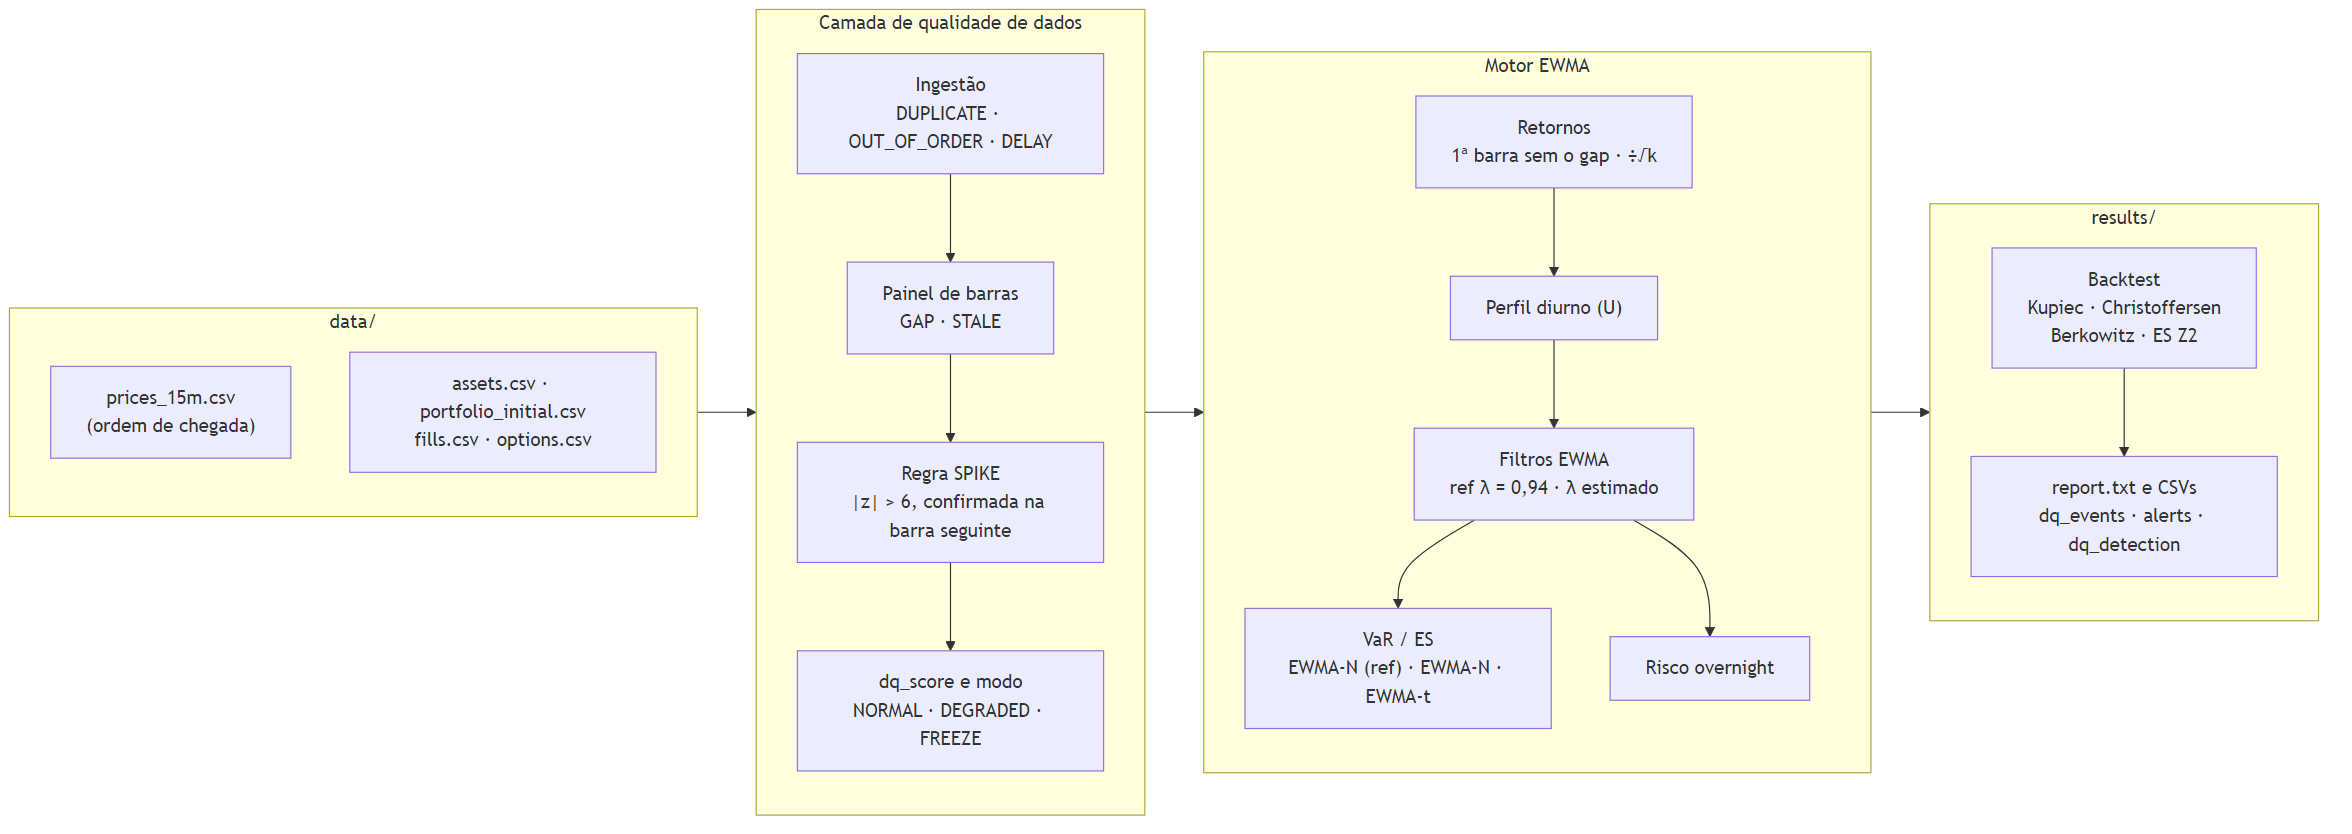 data/
prices_15m.csv
(ordem de chegada)
assets.csv ·
portfolio_initial.csv
fills.csv · options.csv
Camada de qualidade de dados
Ingestão
DUPLICATE ·
OUT_OF_ORDER · DELAY
Painel de barras
GAP · STALE
Regra SPIKE
|z| > 6, confirmada na
barra seguinte
dq_score e modo
NORMAL · DEGRADED ·
FREEZE
Motor EWMA
Retornos
1ª barra sem o gap · ÷√k
Perfil diurno (U)
Filtros EWMA
ref λ = 0,94 · λ estimado
VaR / ES
EWMA-N (ref) · EWMA-N ·
EWMA-t
Risco overnight
results/
Backtest
Kupiec · Christoffersen
Berkowitz · ES Z2
report.txt e CSVs
dq_events · alerts ·
dq_detection